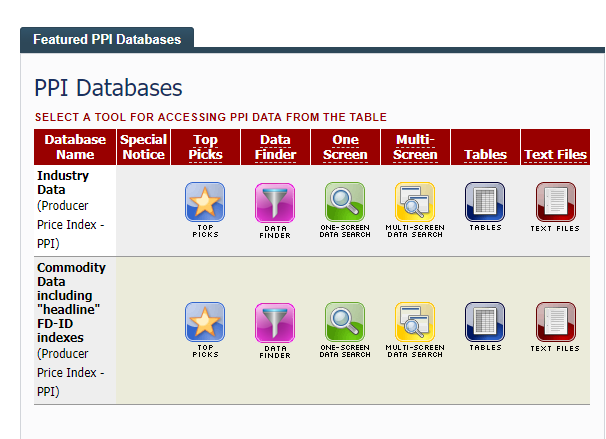 Featured PPI Databases
PPI Databases
SELECT A TOOL FOR ACCESSING PPI DATA FROM THE TABLE
Database Special Top Data One Multi-
Name Notice Picks Finder Screen Screen Tables Text Files
Industry
Data
(Producer
Price Index -
PPI)
TOP DATA ONE-SCREEN MULTI-SCREEN TABLES TEXT FILES
PICKS FINDER DATA SEARCH DATA SEARCH
Commodity
Data
including
"headline"
FD-ID
indexes
(Producer
Price Index -
PPI)
TOP DATA ONE-SCREEN MULTI-SCREEN TABLES TEXT FILES
PICKS FINDER DATA SEARCH DATA SEARCH